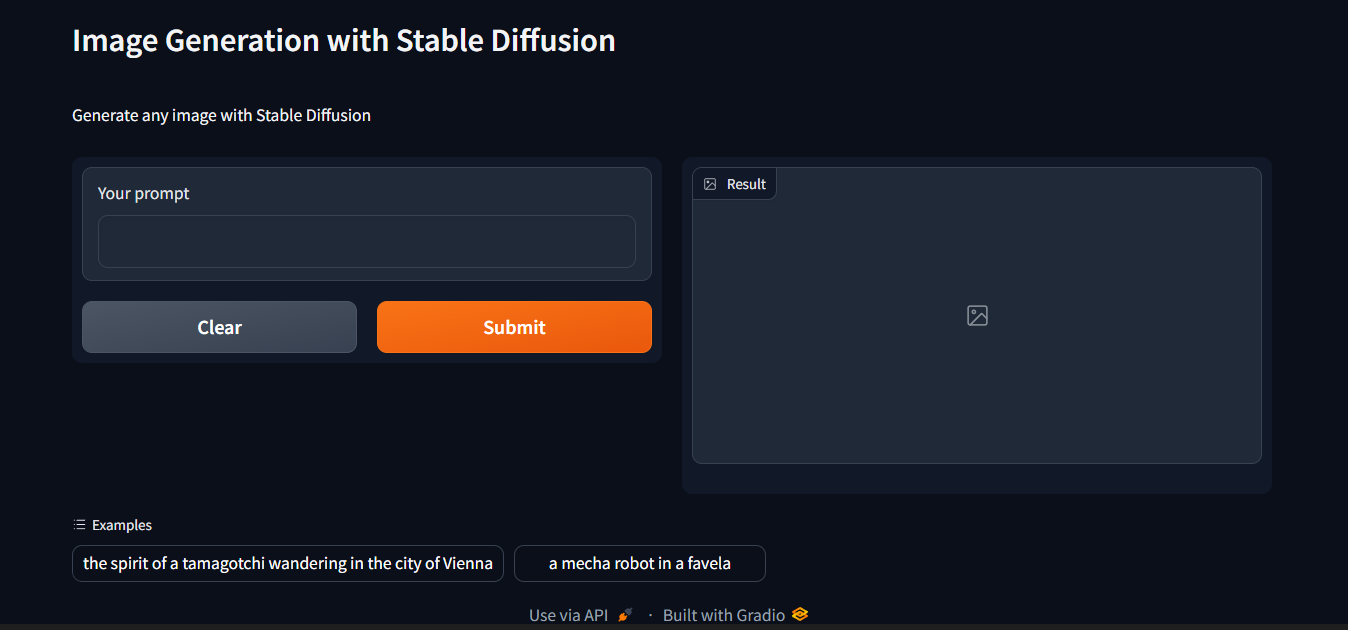 Image Generation with Stable Diffusion
Generate any image with Stable Diffusion
Your prompt
Clear
Submit
Result
Examples
the spirit of a tamagotchi wandering in the city of Vienna
a mecha robot in a favela
Use via API · Built with Gradio